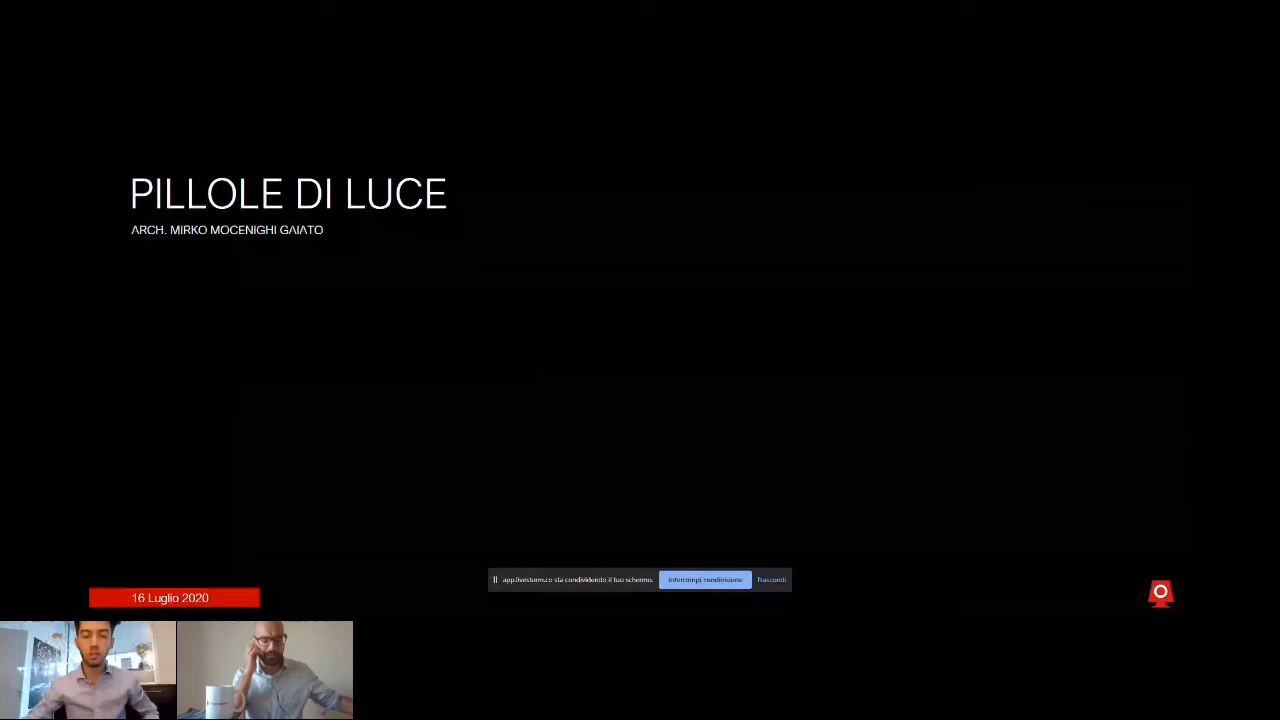 PILLOLE DI LUCE
ARCH. MIRKO MOCENIGHI GAIATO
app.livestorm.co sta condividendo il tuo schermo.
Interrompi condivisione
Nascondi
16 Luglio 2020